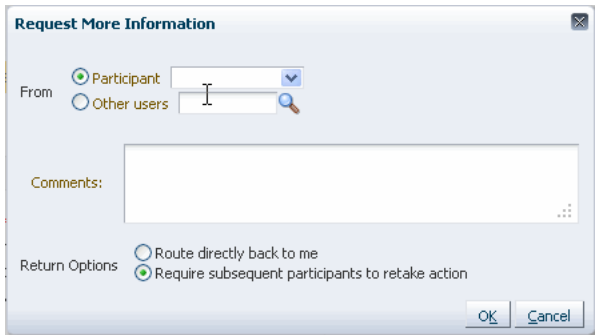 Request More Information
From
Participant
Other users
Comments:
Return Options
Route directly back to me
Require subsequent participants to retake action
OK
Cancel